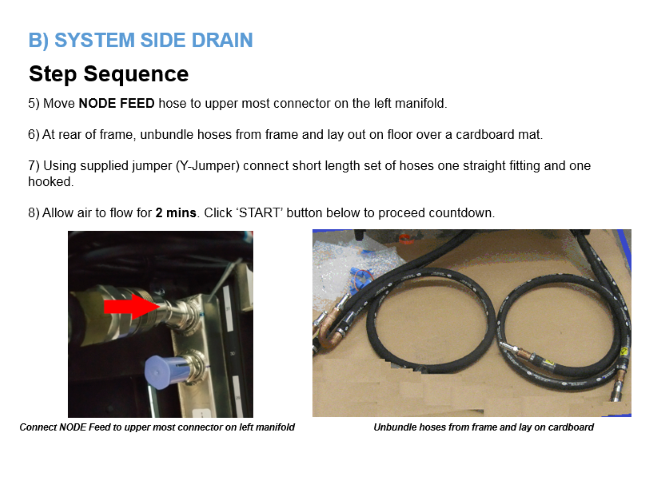 B) SYSTEM SIDE DRAIN
Step Sequence
5) Move NODE FEED hose to upper most connector on the left manifold.
6) At rear of frame, unbundle hoses from frame and lay out on floor over a cardboard mat.
7) Using supplied jumper (Y-Jumper) connect short length set of hoses one straight fitting and one
hooked.
8) Allow air to flow for 2 mins. Click ‘START’ button below to proceed countdown.
Connect NODE Feed to upper most connector on left manifold
Unbundle hoses from frame and lay on cardboard